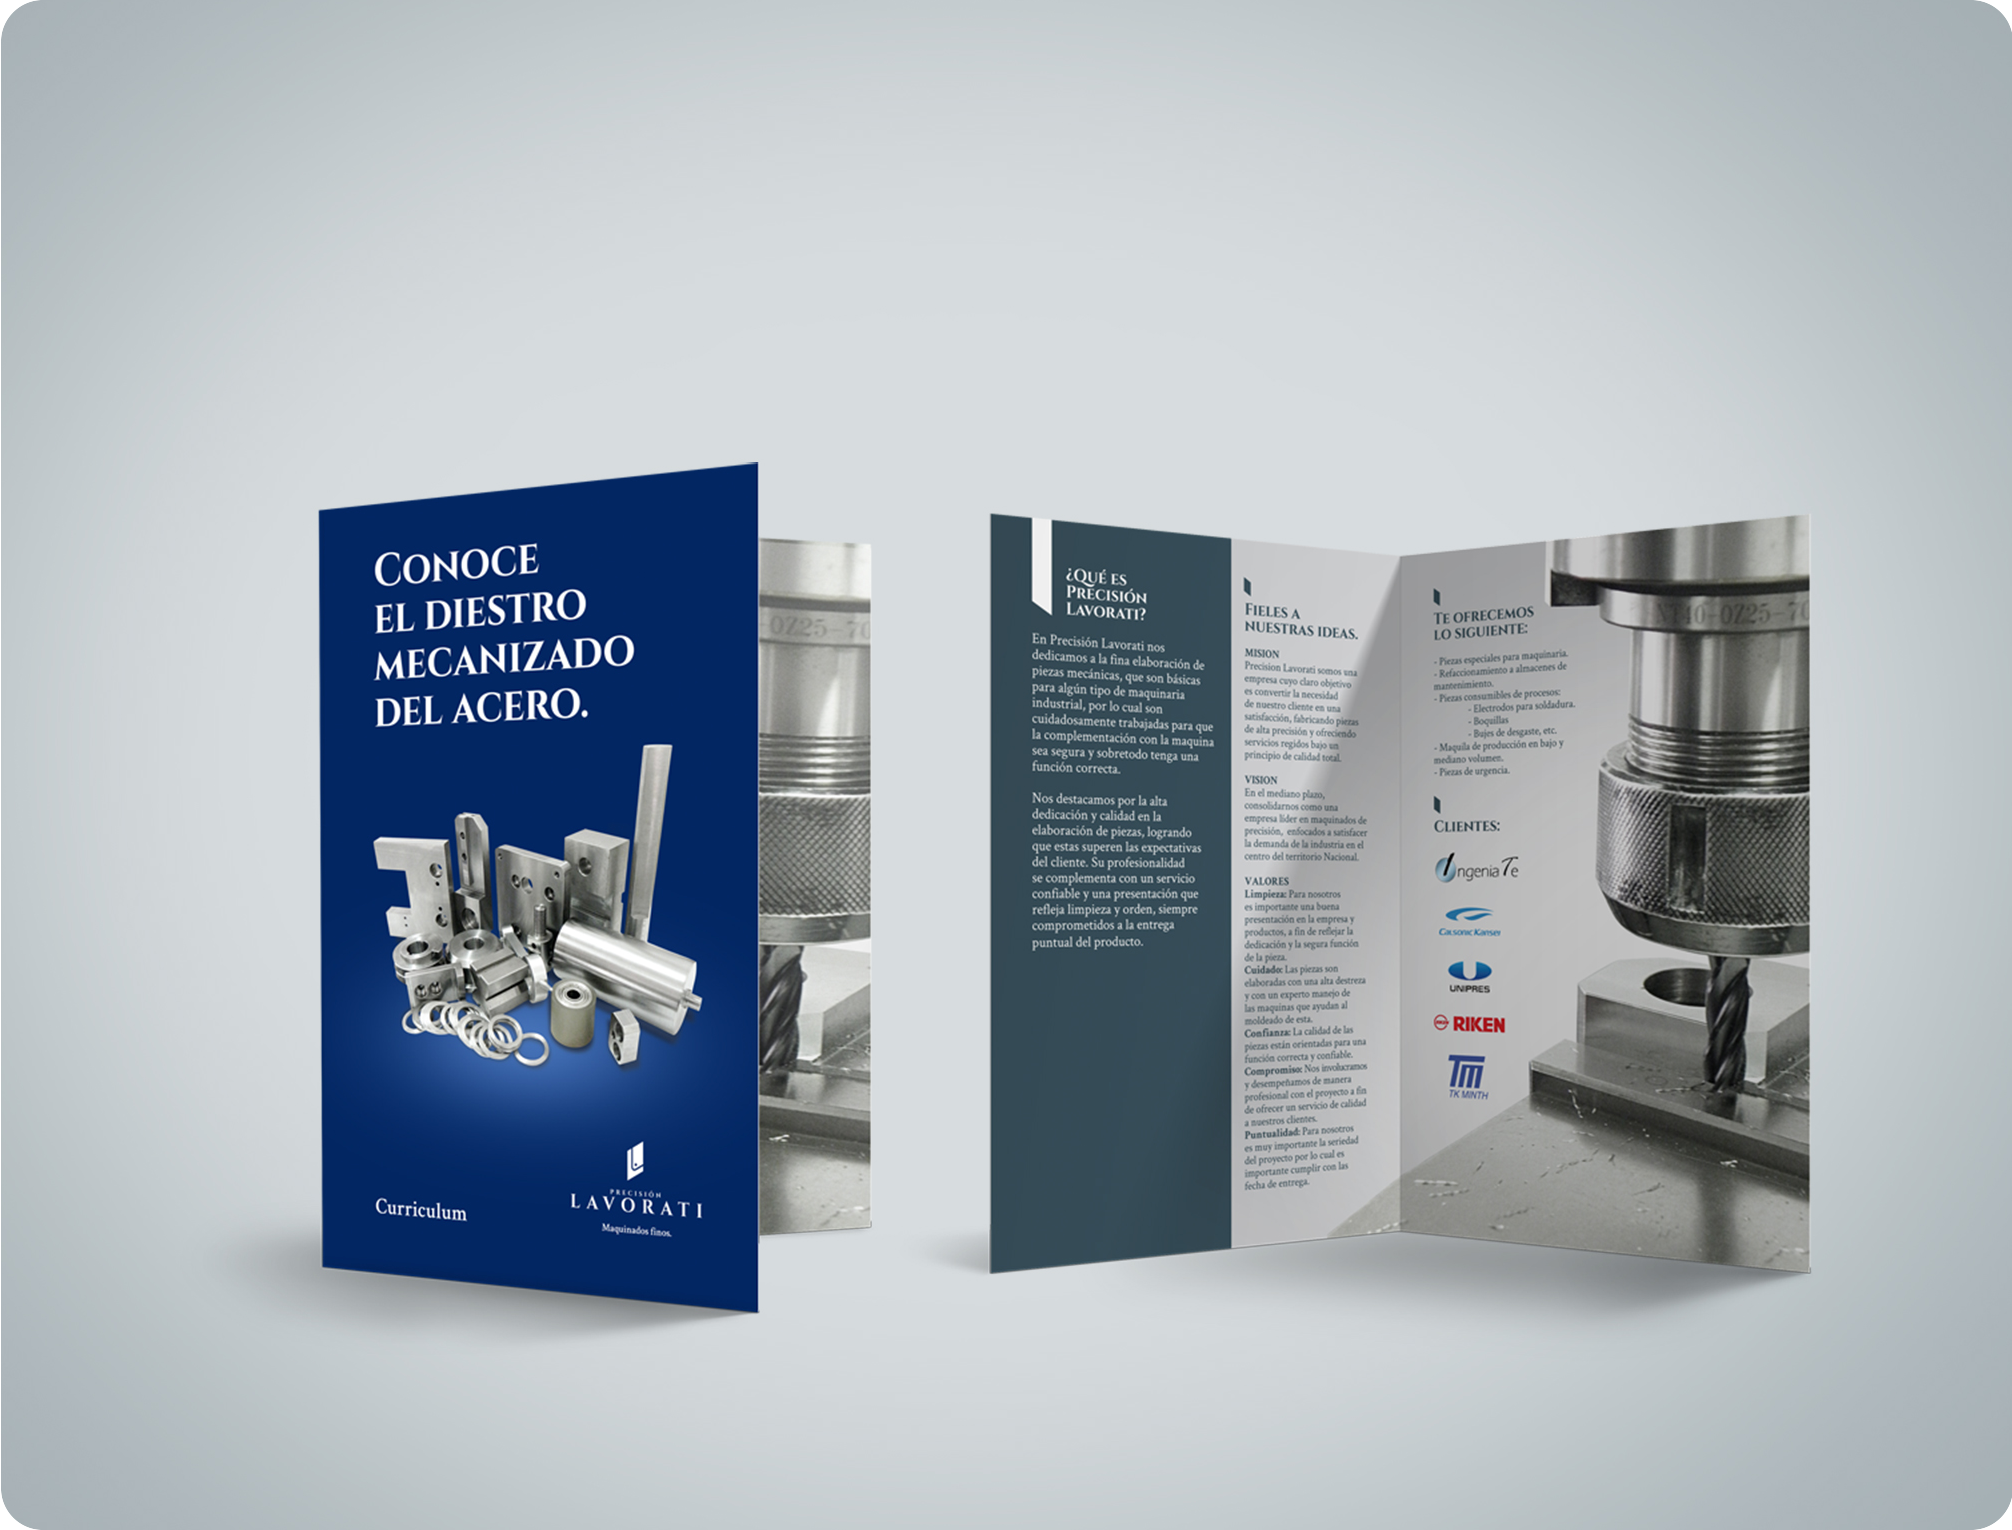 CONOCE
EL DIESTRO
MECANIZADO
DEL ACERO.
Curriculum
PRECISIÓN
LAVORATI
Maquinados finos.
-0Z25-70
¿QUÉ ES
PRECISIÓN
LAVORATI?
En Precisión Lavorati nos
dedicamos a la fina elaboración de
piezas mecánicas, que son básicas
para algún tipo de maquinaria
industrial, por lo cual son
cuidadosamente trabajadas para que
la complementación con la maquina
sea segura y sobretodo tenga una
función correcta.
Nos destacamos por la alta
dedicación y calidad en la
elaboración de piezas, logrando
que estas superen las expectativas
del cliente. Su profesionalidad
se complementa con un servicio
confiable y una presentación que
refleja limpieza y orden, siempre
comprometidos a la entrega
puntual del producto.
FIELES A
NUESTRAS IDEAS.
MISION
Precision Lavorati somos una
empresa cuyo claro objetivo
es convertir la necesidad
de nuestro cliente en una
satisfacción, fabricando piezas
de alta precisión y ofreciendo
servicios regidos bajo un
principio de calidad total.
VISION
En el mediano plazo,
consolidarnos como una
empresa líder en maquinados de
precisión, enfocados a satisfacer
la demanda de la industria en el
centro del territorio Nacional.
VALORES
Limpieza: Para nosotros
es importante una buena
presentación en la empresa y
productos, a fin de reflejar la
dedicación y la segura función
de la pieza.
Cuidado: Las piezas son
elaboradas con una alta destreza
y con un experto manejo de
las maquinas que ayudan al
moldeado de esta.
Confianza: La calidad de las
piezas están orientadas para una
función correcta y confiable.
Compromiso: Nos involucramos
y desempeñamos de manera
profesional con el proyecto a fin
de ofrecer un servicio de calidad
a nuestros clientes.
Puntualidad: Para nosotros
es muy importante la seriedad
del proyecto por lo cual es
importante cumplir con las
fecha de entrega.
TE OFRECEMOS
LO SIGUIENTE:
- Piezas especiales para maquinaria.
- Refaccionamiento a almacenes de
mantenimiento.
- Piezas consumibles de procesos:
- Electrodos para soldadura.
- Boquillas
- Bujes de desgaste, etc.
- Maquila de producción en bajo y
mediano volumen.
- Piezas de urgencia.
CLIENTES:
Ingenia Te
Calsonic Kansei
UNIPRES
RIKEN
TM
TK MINTH
NT40-0Z25-70